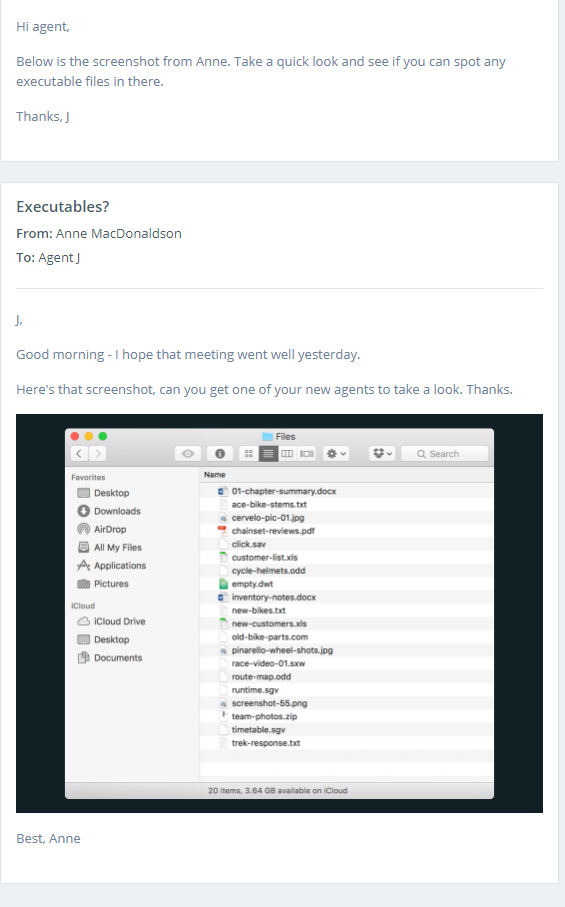 Hi agent,
Below is the screenshot from Anne. Take a quick look and see if you can spot any
executable files in there.
Thanks, J
Executables?
From: Anne MacDonaldson
To: Agent J
J,
Good morning - I hope that meeting went well yesterday.
Here's that screenshot, can you get one of your new agents to take a look. Thanks.
Files
Search
Favorites
Desktop
Downloads
AirDrop
All My Files
Applications
Pictures
iCloud
iCloud Drive
Desktop
Documents
Name
01-chapter-summary.docx
ace-bike-stems.txt
cervelo-pic-01.jpg
chainset-reviews.pdf
click.sav
customer-list.xls
cycle-helmets.odd
empty.dwt
inventory-notes.docx
new-bikes.txt
new-customers.xls
old-bike-parts.com
pinarello-wheel-shots.jpg
race-video-01.sxw
route-map.odd
runtime.sgv
screenshot-55.png
team-photos.zip
timetable.sgv
trek-response.txt
20 items, 3.64 GB available on iCloud
Best, Anne